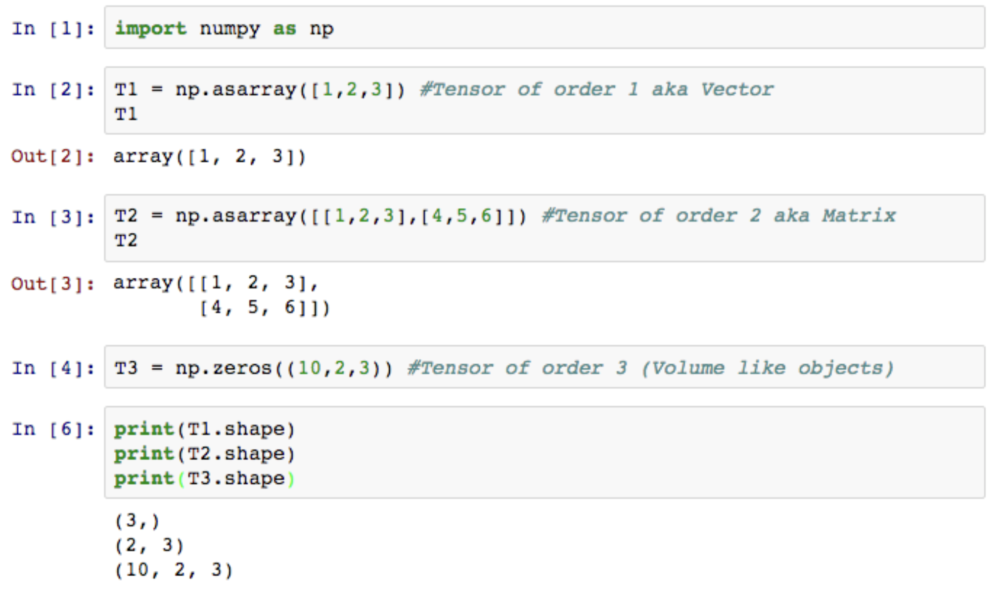 In [1]: import numpy as np
In [2]: T1 = np.asarray([1,2,3]) #Tensor of order 1 aka Vector
T1
Out[2]: array([1, 2, 3])
In [3]: T2 = np.asarray([[1,2,3],[4,5,6]]) #Tensor of order 2 aka Matrix
T2
Out[3]: array([[1, 2, 3],
[4, 5, 6]])
In [4]: T3 = np.zeros((10,2,3)) #Tensor of order 3 (Volume like objects)
In [6]: print(T1.shape)
print(T2.shape)
print(T3.shape)
(3,)
(2, 3)
(10, 2, 3)